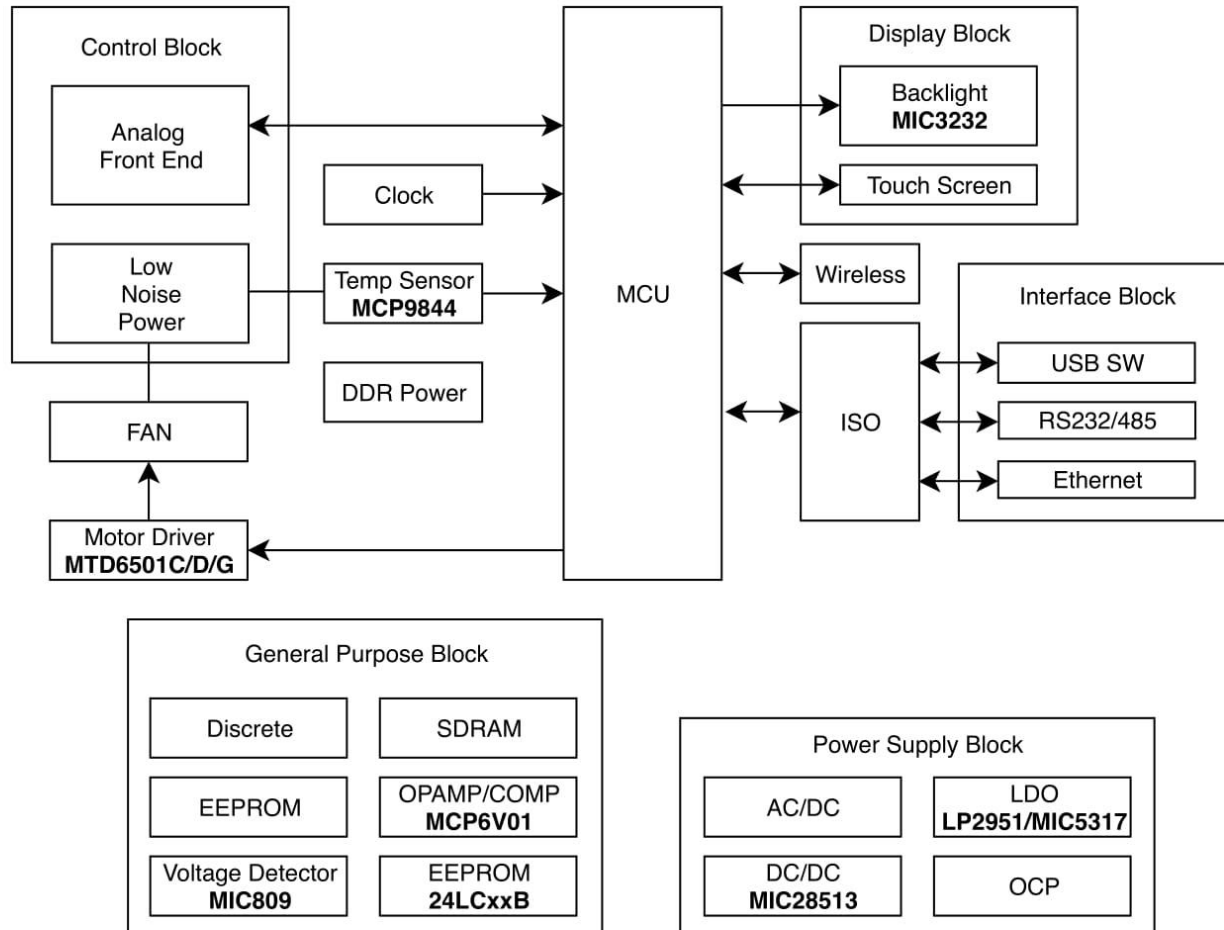 Control Block
Analog
Front End
Low
Noise
Power
Clock
Temp Sensor
MCP9844
DDR Power
FAN
Motor Driver
MTD6501C/D/G
MCU
Display Block
Backlight
MIC3232
Touch Screen
Wireless
ISO
Interface Block
USB SW
RS232/485
Ethernet
General Purpose Block
Discrete
SDRAM
EEPROM
OPAMP/COMP
MCP6V01
Voltage Detector
MIC809
EEPROM
24LCxxB
Power Supply Block
AC/DC
LDO
LP2951/MIC5317
DC/DC
MIC28513
OCP